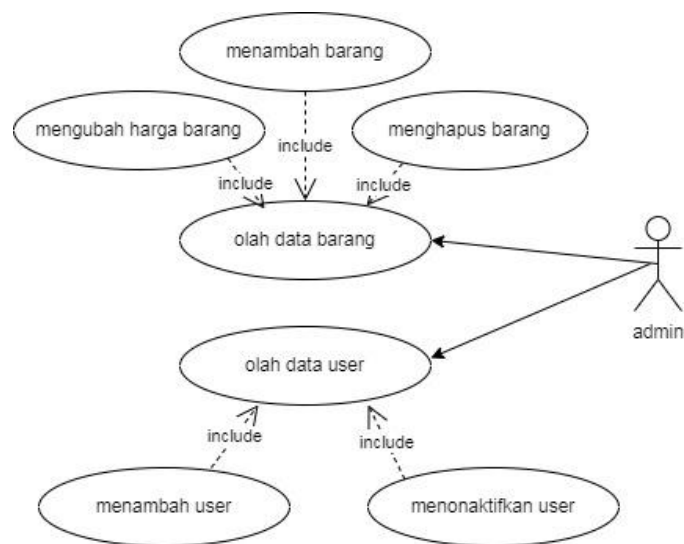 menambah barang
mengubah harga barang
menghapus barang
include
include
include
olah data barang
admin
olah data user
include
include
menambah user
menonaktifkan user